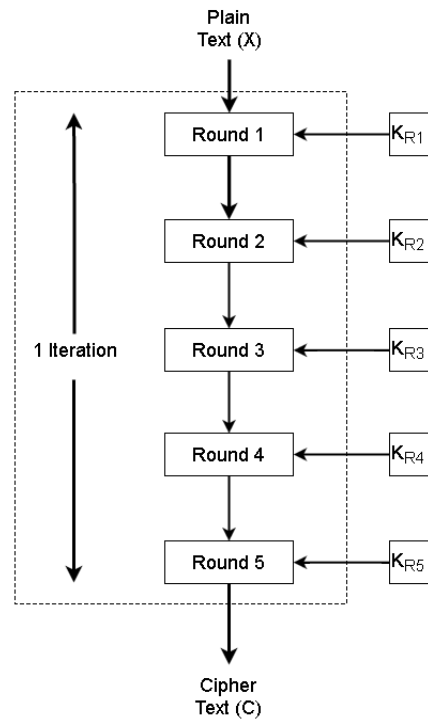 Plain
Text (X)
Round 1
KR1
Round 2
KR2
1 Iteration
Round 3
KR3
Round 4
KR4
Round 5
KR5
Cipher
Text (C)